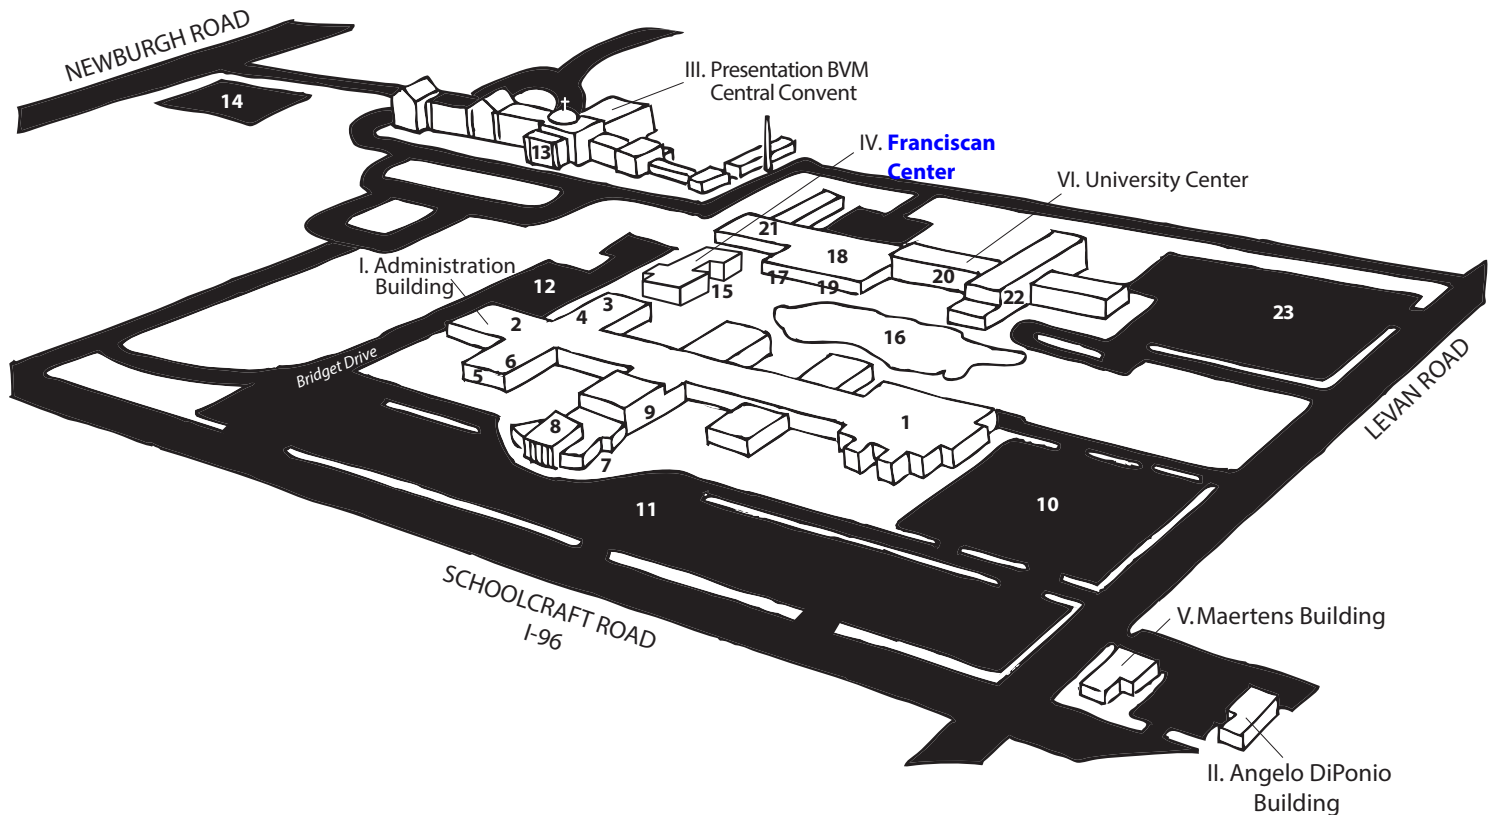 NEWBURGH ROAD
14
III. Presentation BVM
Central Convent
13
IV. Franciscan
Center
VI. University Center
21
18
17
19
20
22
15
23
I. Administration
Building
12
2
3
4
6
5
16
Bridget Drive
LEVAN ROAD
9
8
7
1
10
11
SCHOOLCRAFT ROAD
I-96
V. Maertens Building
II. Angelo DiPonio
Building